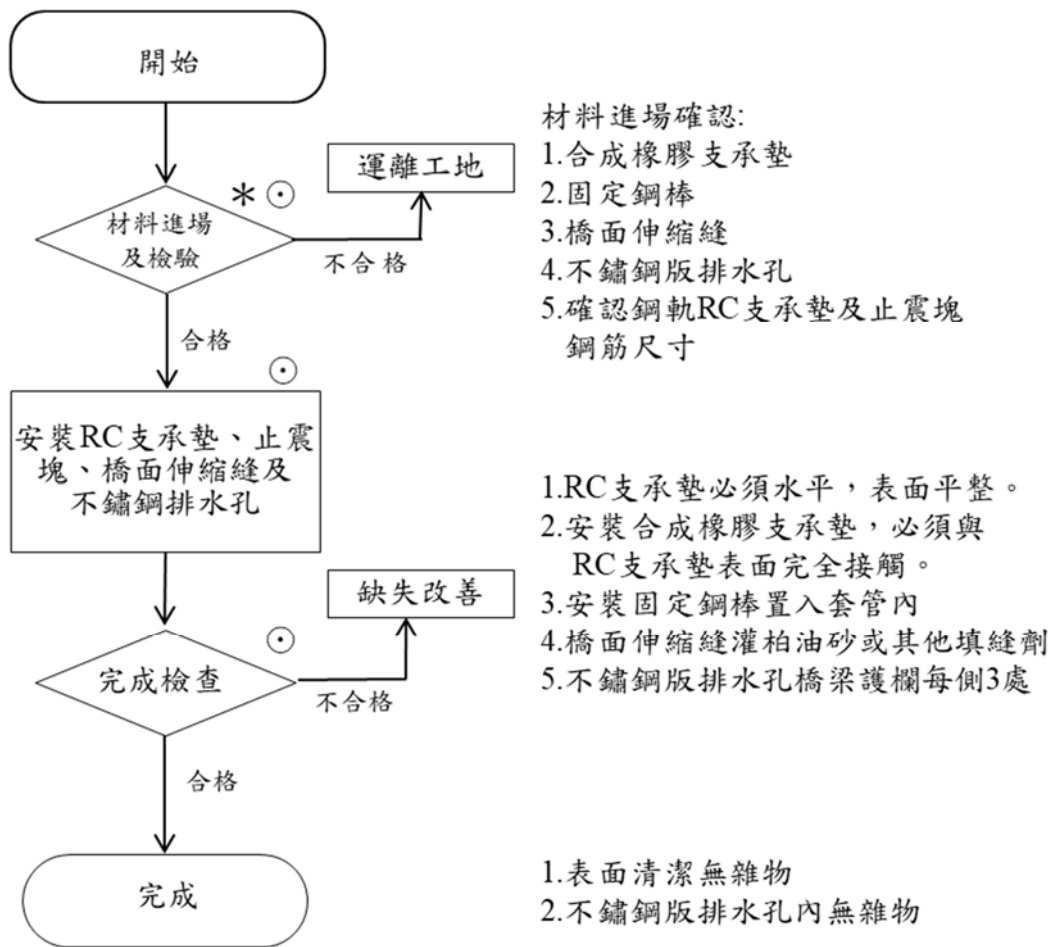 開始
材料進場
及檢驗
* ⊙
運離工地
不合格
合格
材料進場確認:
1.合成橡膠支承墊
2.固定鋼棒
3.橋面伸縮縫
4.不鏽鋼版排水孔
5.確認鋼軌RC支承墊及止震塊
鋼筋尺寸
⊙
安裝RC支承墊、止震
塊、橋面伸縮縫及
不鏽鋼排水孔
1.RC支承墊必須水平，表面平整。
2.安裝合成橡膠支承墊，必須與
RC支承墊表面完全接觸。
3.安裝固定鋼棒置入套管內
4.橋面伸縮縫灌柏油砂或其他填縫劑
5.不鏽鋼版排水孔橋梁護欄每側3處
缺失改善
⊙
完成檢查
不合格
合格
完成
1.表面清潔無雜物
2.不鏽鋼版排水孔內無雜物